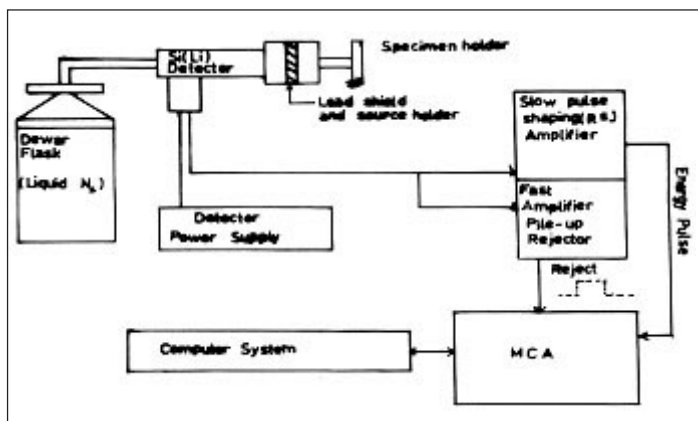 Si(Li)
Detector
Specimen holder
Lead shield
and source holder
Dewar
Flask
(Liquid N₂)
Detector
Power Supply
Slow pulse
shaping(RS)
Amplifier
Fast
Amplifier
Pile-up
Rejector
Energy Pulse
Reject
Computer System
MCA